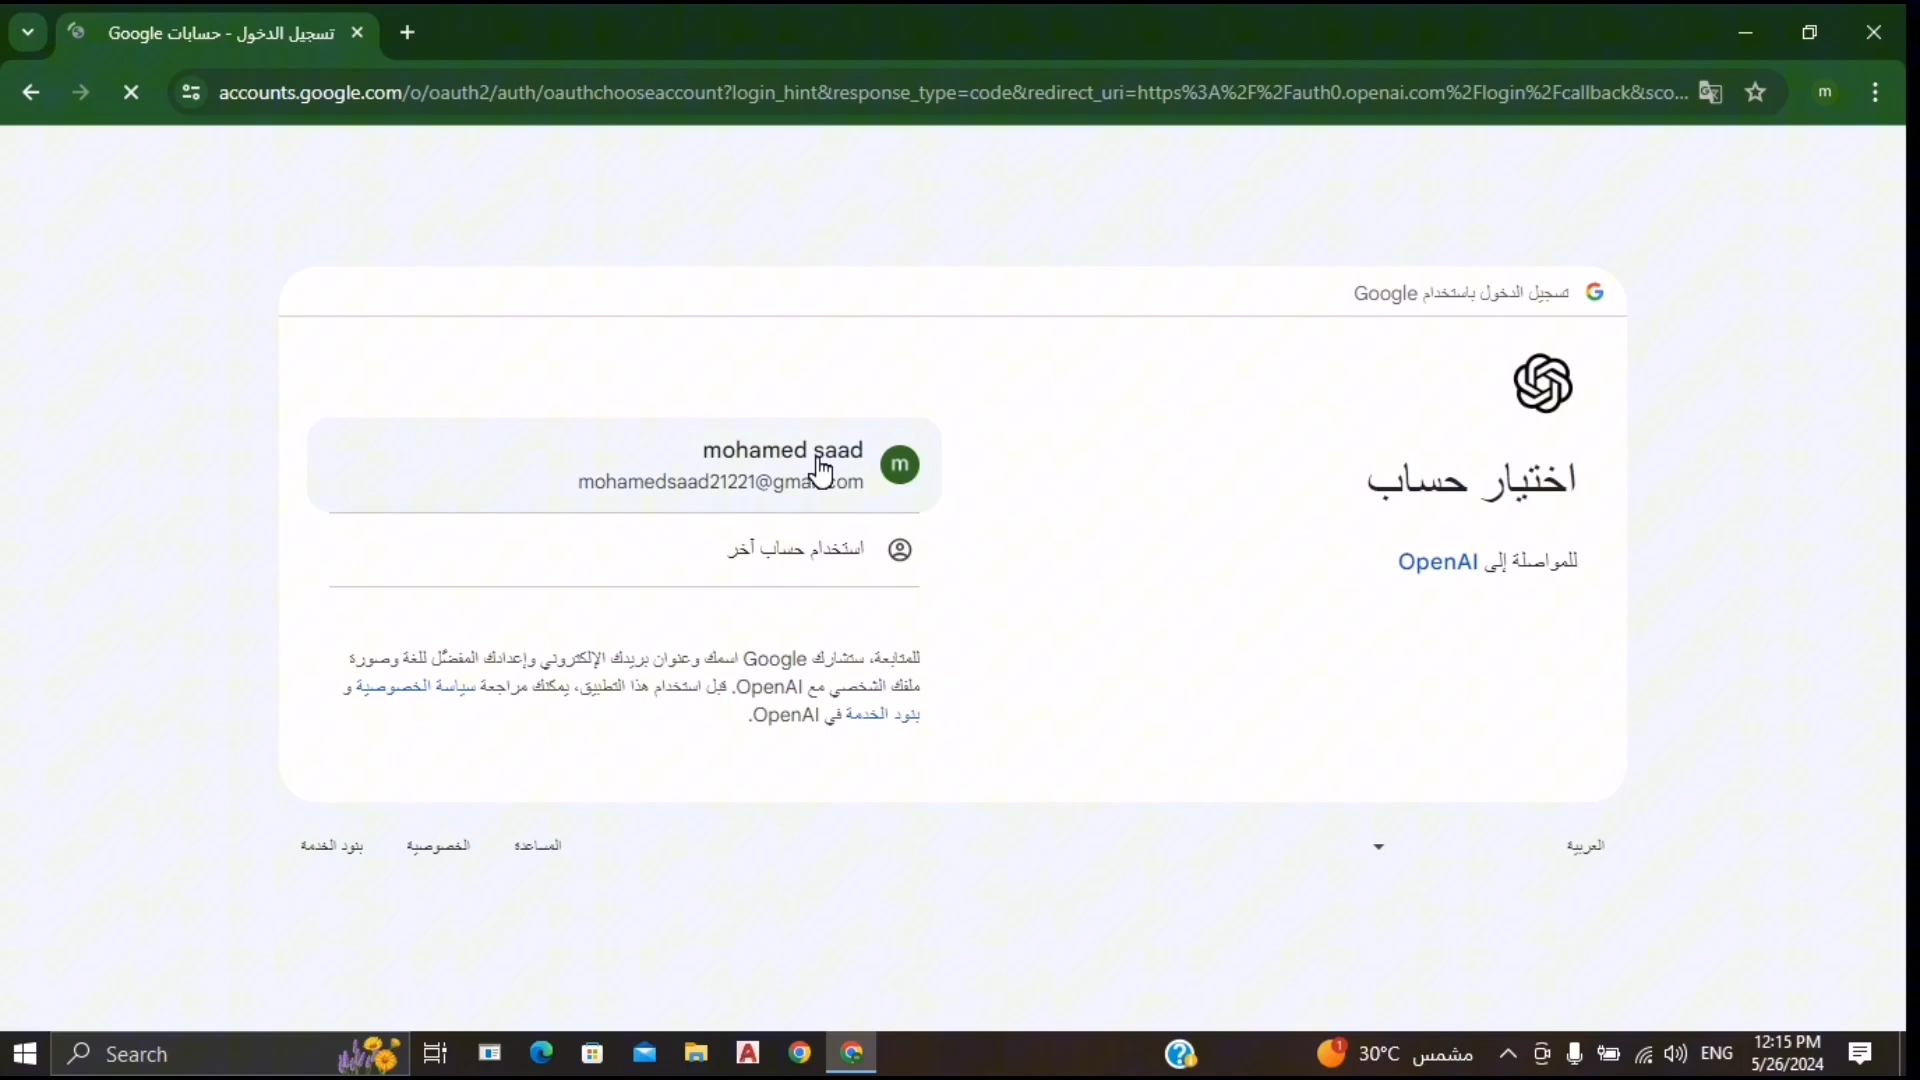 تسجيل الدخول - حسابات Google
accounts.google.com/o/oauth2/auth/oauthchooseaccount?login_hint&response_type=code&redirect_uri=https%3A%2F%2Fauth0.openai.com%2Flogin%2Fcallback&sco...
m
تسجيل الدخول باستخدام Google
اختيار حساب
للمواصلة إلى OpenAI
m
mohamed saad
mohamedsaad21221@gmail.com
استخدام حساب آخر
للمتابعة، ستشارك Google اسمك وعنوان بريدك الإلكتروني وإعدادك المفضّل للغة وصورة
ملفك الشخصي مع OpenAI. قبل استخدام هذا التطبيق، يمكنك مراجعة سياسة الخصوصية و
بنود الخدمة في OpenAI.
العربية
المساعدة
الخصوصية
بنود الخدمة
Search
1
30°C مشمس
ENG
12:15 PM
5/26/2024